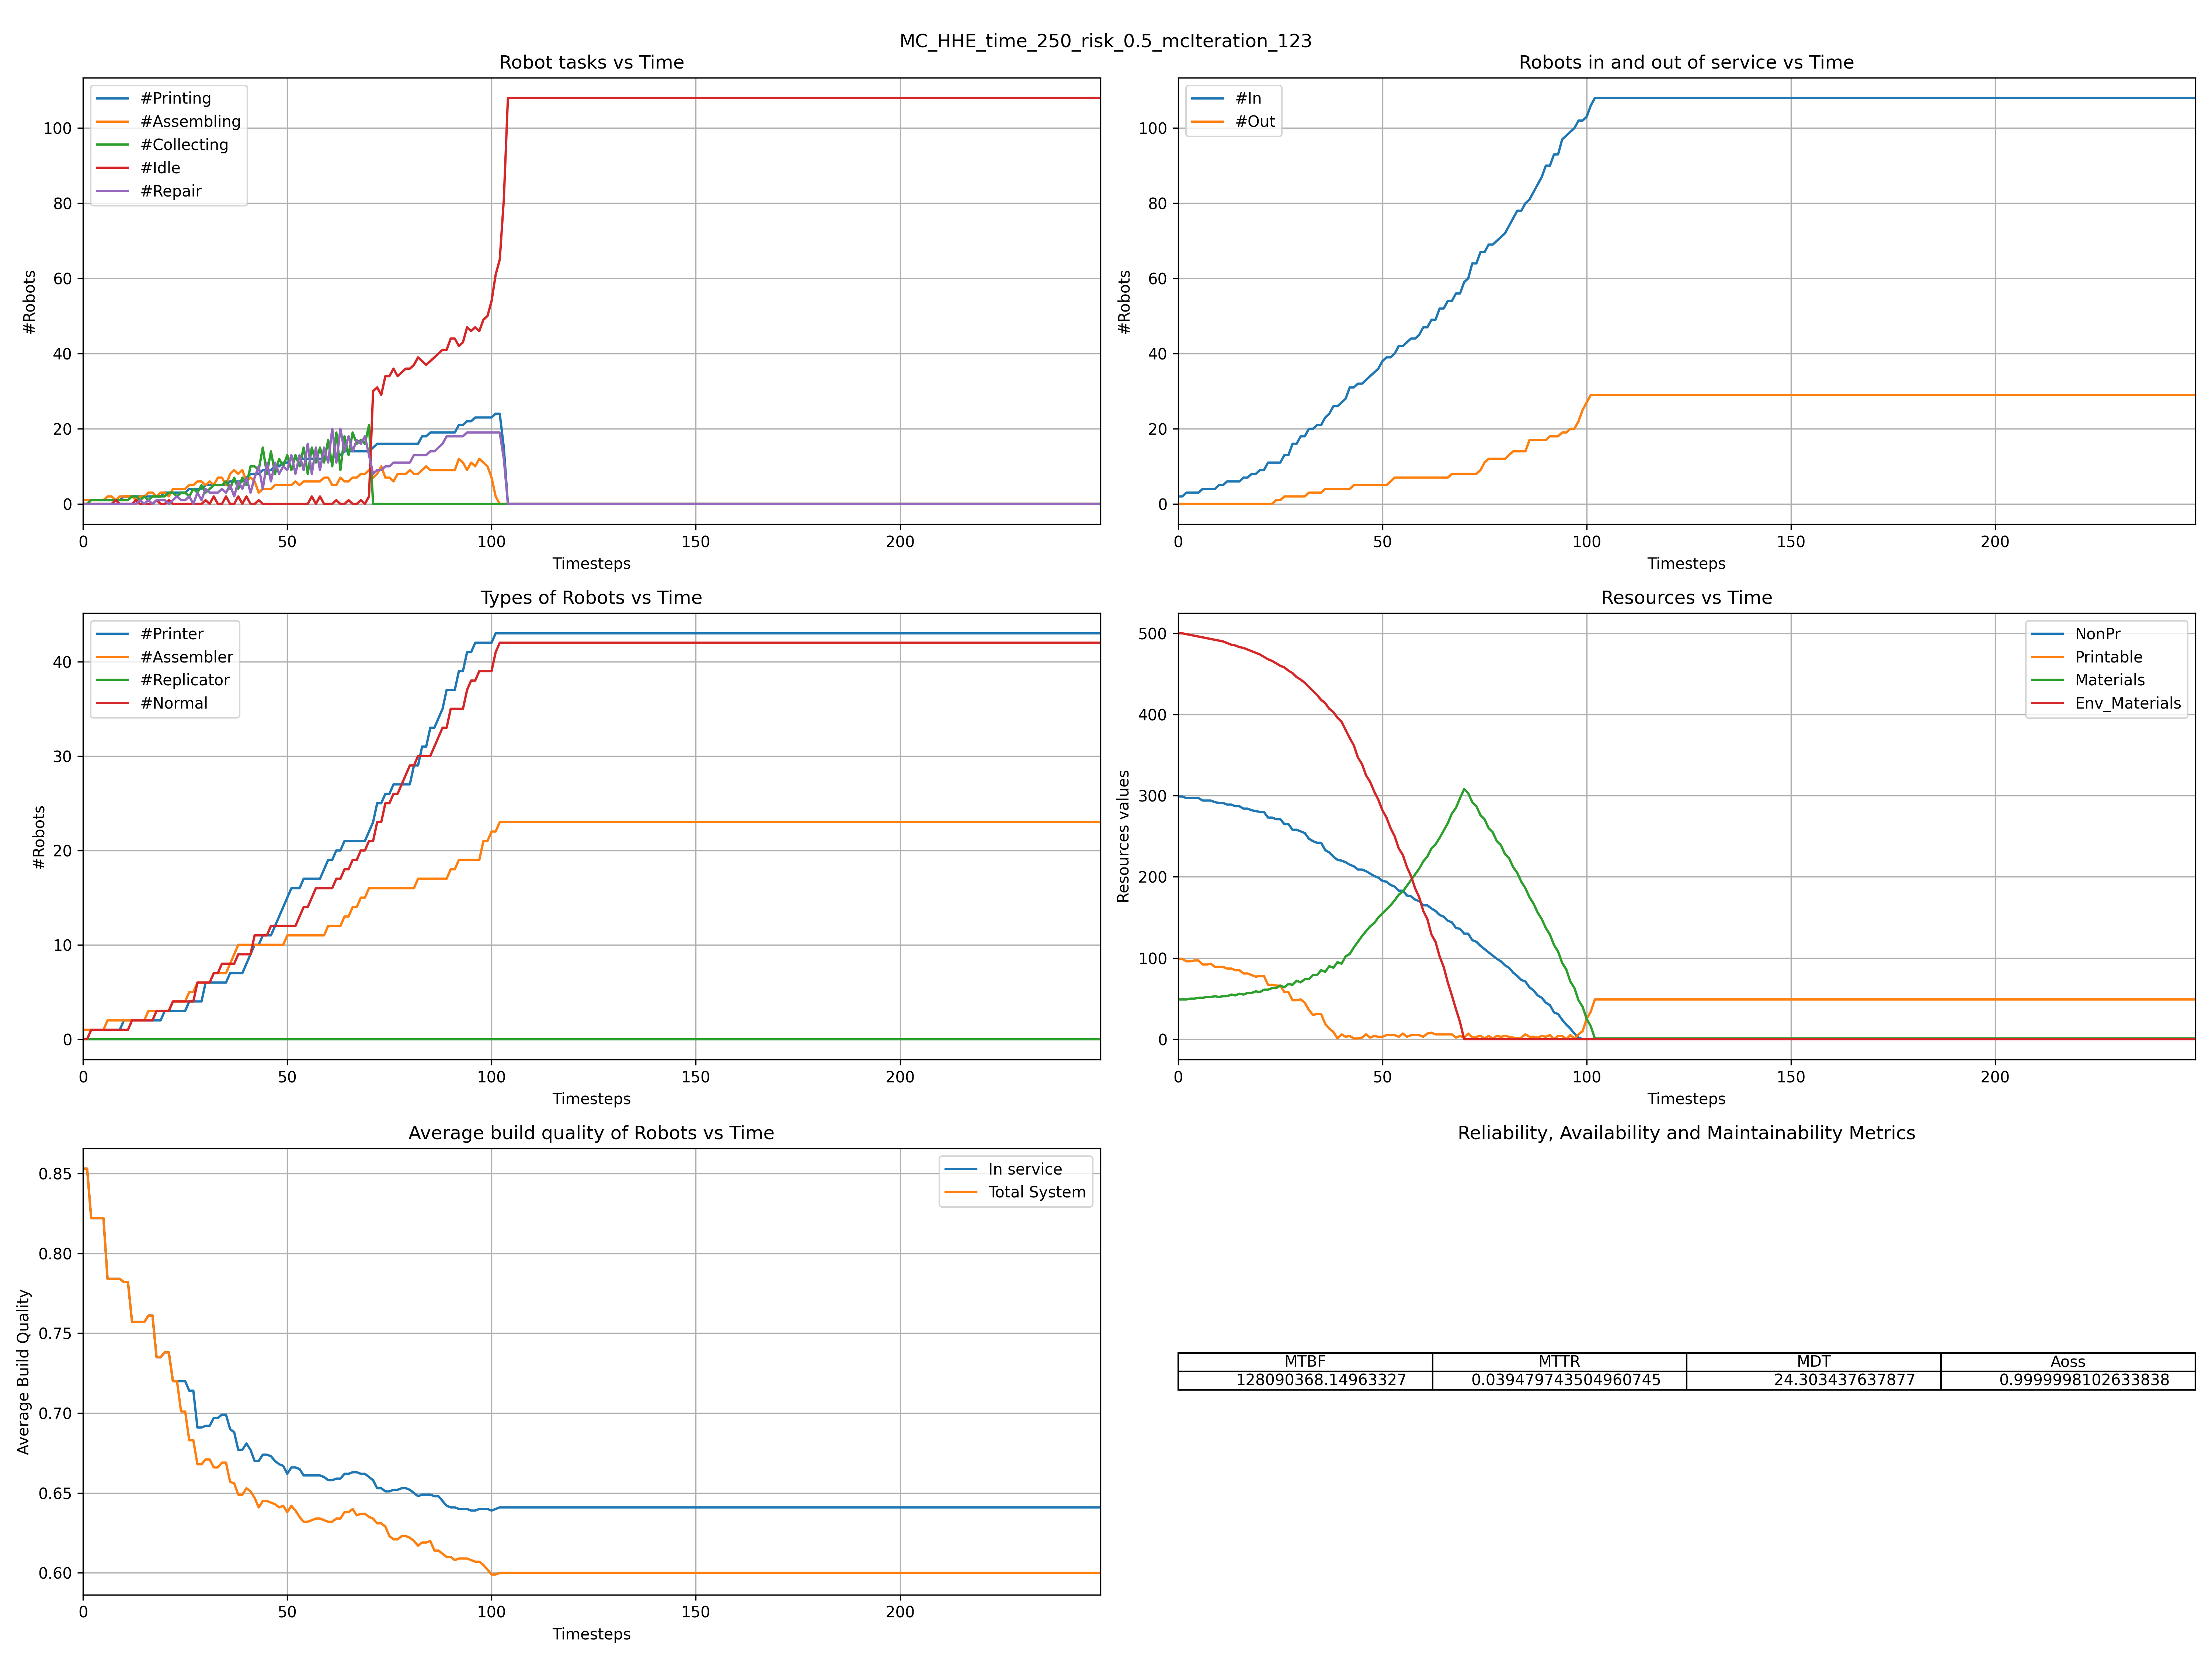 MC_HHE_time_250_risk_0.5_mcIteration_123
Robot tasks vs Time
#Printing
#Assembling
#Collecting
#Idle
#Repair
#Robots
100
80
60
40
20
0
0 50 100 150 200
Timesteps
Robots in and out of service vs Time
#In
#Out
#Robots
100
80
60
40
20
0
0 50 100 150 200
Timesteps
Types of Robots vs Time
#Printer
#Assembler
#Replicator
#Normal
#Robots
40
30
20
10
0
0 50 100 150 200
Timesteps
Resources vs Time
NonPr
Printable
Materials
Env_Materials
Resources values
500
400
300
200
100
0
0 50 100 150 200
Timesteps
Average build quality of Robots vs Time
In service
Total System
Average Build Quality
0.85
0.80
0.75
0.70
0.65
0.60
0 50 100 150 200
Timesteps
Reliability, Availability and Maintainability Metrics
MTBF MTTR MDT Aoss
128090368.14963327 0.039479743504960745 24.303437637877 0.9999998102633838